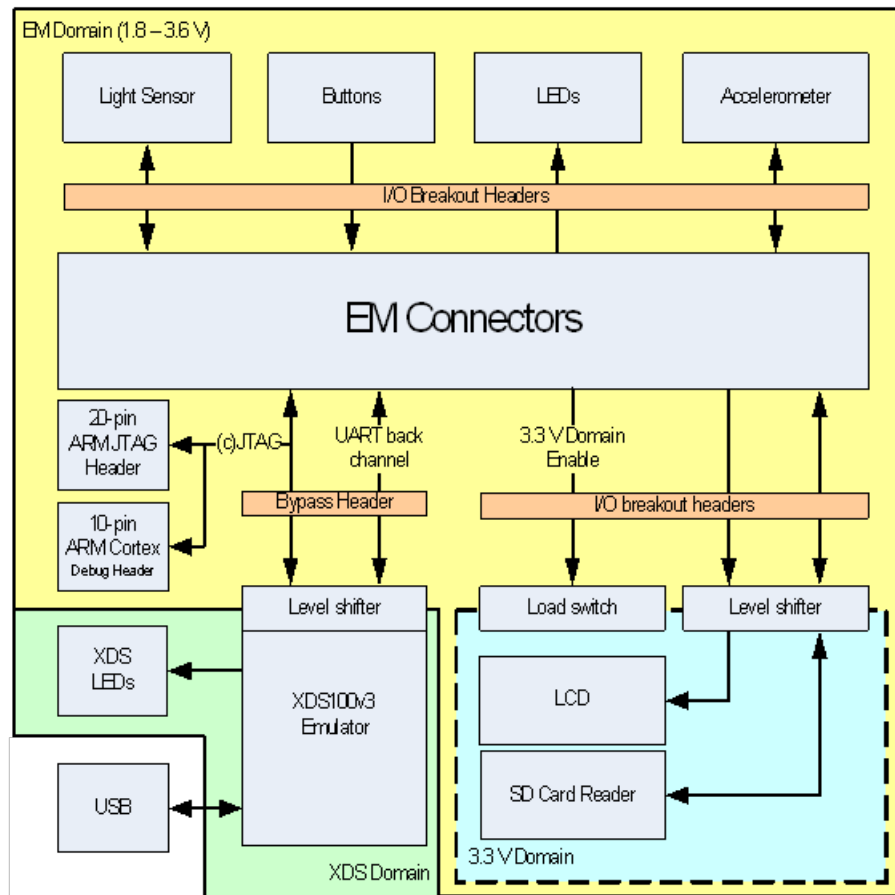 EM Domain (1.8 – 3.6 V)
Light Sensor
Buttons
LEDs
Accelerometer
I/O Breakout Headers
EM Connectors
20-pin
ARM JTAG
Header
(c)JTAG
UART back
channel
3.3 V Domain
Enable
Bypass Header
I/O breakout headers
10-pin
ARM Cortex
Debug Header
Level shifter
Load switch
Level shifter
XDS
LEDs
XDS100v3
Emulator
LCD
USB
SD Card Reader
XDS Domain
3.3 V Domain